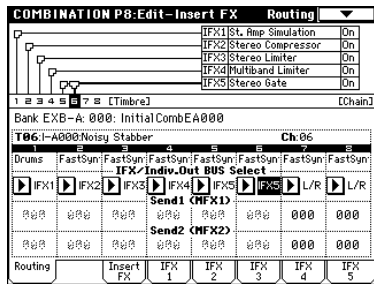 COMBINATION P8:Edit-Insert FX Routing
IFX1 St. Amp Simulation On
IFX2 Stereo Compressor On
IFX3 Stereo Limiter On
IFX4 Multiband Limiter On
IFX5 Stereo Gate On
1 2 3 4 5 6 7 8 [Timbre] [Chain]
Bank EXB-A: 000: InitialCombEA000
T06:I-A000:Noisy Stabber Ch:06
1 2 3 4 5 6 7 8
Drums FastSyn FastSyn FastSyn FastSyn FastSyn FastSyn FastSyn
IFX/Indiv.Out BUS Select
IFX1 IFX2 IFX3 IFX4 IFX5 IFX5 L/R L/R
Send1 (MFX1)
000 000 000 000 000 000 000 000
Send2 (MFX2)
000 000 000 000 000 000 000 000
Routing Insert FX IFX 1 IFX 2 IFX 3 IFX 4 IFX 5